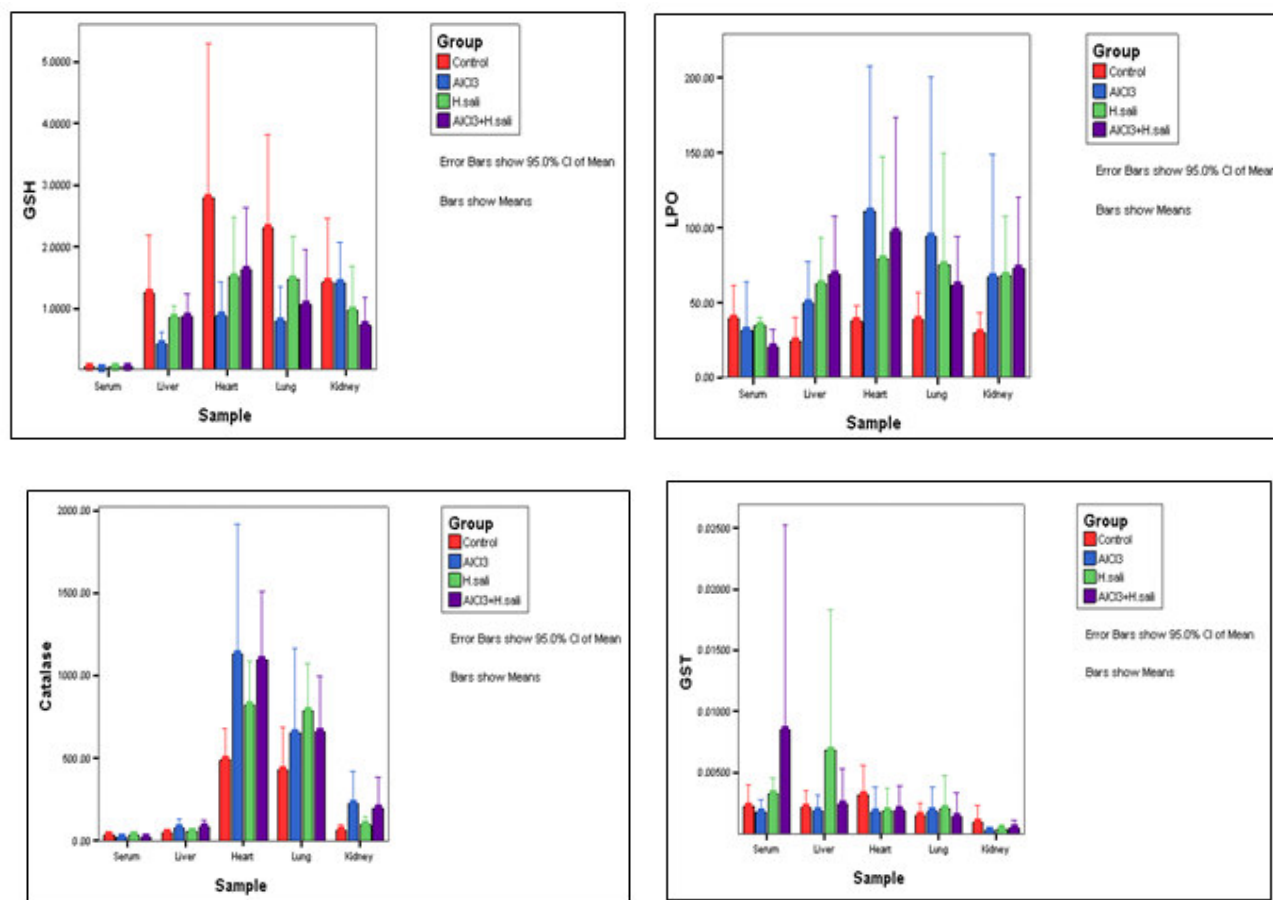 Group
Control
AlCl3
H.sali
AlCl3+H.sali
Error Bars show 95.0% CI of Mean
Bars show Means
5.0000
4.0000
3.0000
2.0000
1.0000
GSH
Serum Liver Heart Lung Kidney
Sample
Group
Control
AlCl3
H.sali
AlCl3+H.sali
Error Bars show 95.0% CI of Mean
Bars show Means
200.00
150.00
100.00
50.00
0.00
LPO
Serum Liver Heart Lung Kidney
Sample
Group
Control
AlCl3
H.sali
AlCl3+H.sali
Error Bars show 95.0% CI of Mean
Bars show Means
2000.00
1500.00
1000.00
500.00
0.00
Catalase
Serum Liver Heart Lung Kidney
Sample
Group
Control
AlCl3
H.sali
AlCl3+H.sali
Error Bars show 95.0% CI of Mean
Bars show Means
0.02500
0.02000
0.01500
0.01000
0.00500
GST
Serum Liver Heart Lung Kidney
Sample